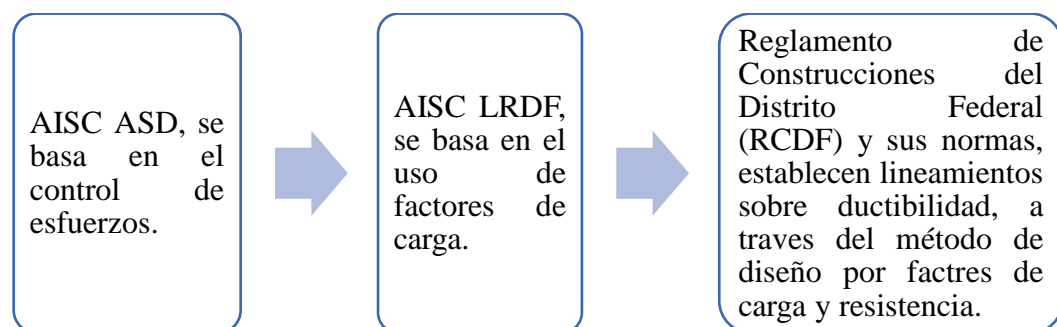 AISC ASD, se
basa en el
control de
esfuerzos.
AISC LRDF,
se basa en el
uso de
factores de
carga.
Reglamento de
Construcciones del
Distrito Federal
(RCDF) y sus normas,
establecen lineamientos
sobre ductibilidad, a
traves del método de
diseño por factres de
carga y resistencia.